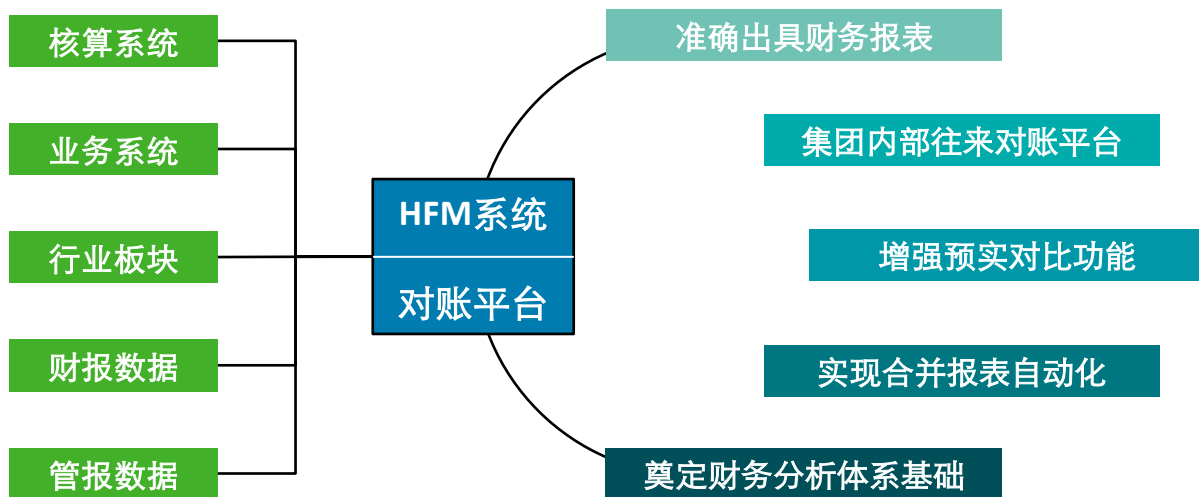 核算系统
业务系统
行业板块
财报数据
管报数据
HFM系统
对账平台
准确出具财务报表
集团内部往来对账平台
增强预实对比功能
实现合并报表自动化
奠定财务分析体系基础